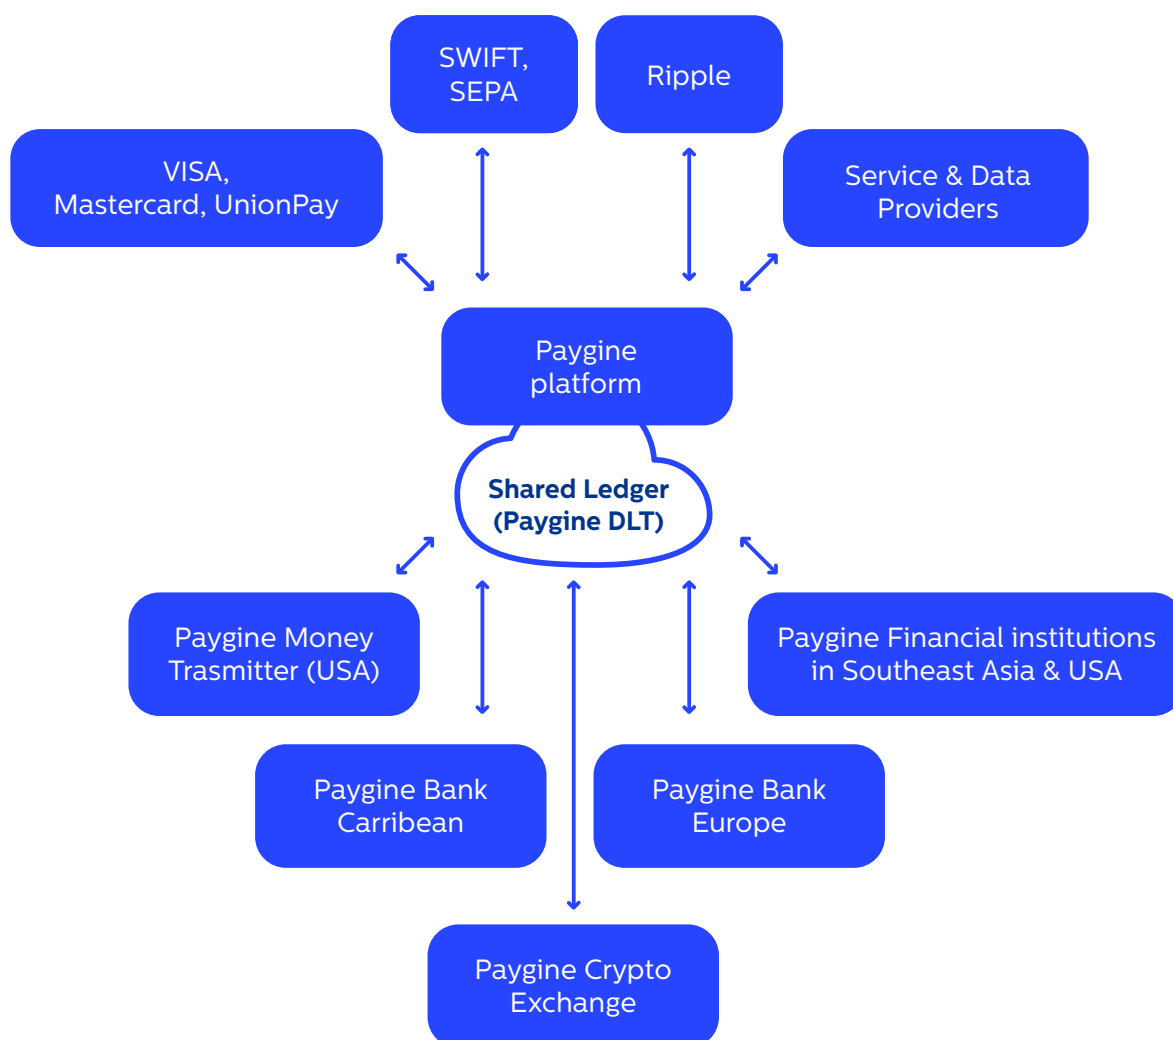 SWIFT,
SEPA
Ripple
VISA,
Mastercard, UnionPay
Service & Data
Providers
Paygine
platform
Shared Ledger
(Paygine DLT)
Paygine Money
Trasmitter (USA)
Paygine Financial institutions
in Southeast Asia & USA
Paygine Bank
Carribean
Paygine Bank
Europe
Paygine Crypto
Exchange